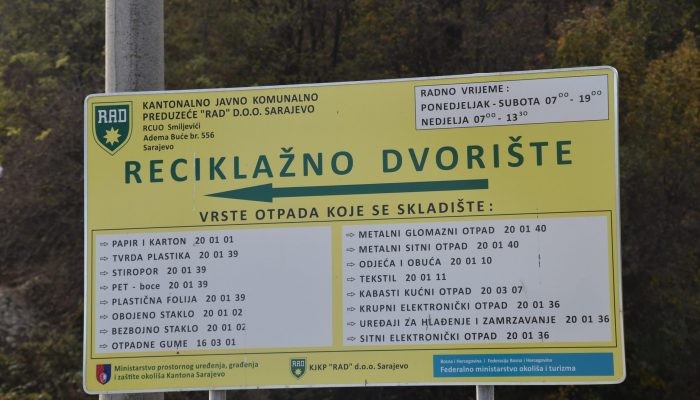 RAD
KANTONALNO JAVNO KOMUNALNO
PREDUZEĆE "RAD" D.O.O. SARAJEVO
RCUO Smiljevići
Adema Buće br. 556
Sarajevo
RADNO VRIJEME :
PONEDJELJAK - SUBOTA 07⁰⁰ - 19⁰⁰
NEDJELJA 07⁰⁰ - 13³⁰
RECIKLAŽNO DVORIŠTE
VRSTE OTPADA KOJE SE SKLADIŠTE :
⇨ PAPIR I KARTON 20 01 01
⇨ TVRDA PLASTIKA 20 01 39
⇨ STIROPOR 20 01 39
⇨ PET - boce 20 01 39
⇨ PLASTIČNA FOLIJA 20 01 39
⇨ OBOJENO STAKLO 20 01 02
⇨ BEZBOJNO STAKLO 20 01 02
⇨ OTPADNE GUME 16 03 01
⇨ METALNI GLOMAZNI OTPAD 20 01 40
⇨ METALNI SITNI OTPAD 20 01 40
⇨ ODJEĆA I OBUĆA 20 01 10
⇨ TEKSTIL 20 01 11
⇨ KABASTI KUĆNI OTPAD 20 03 07
⇨ KRUPNI ELEKTRONIČKI OTPAD 20 01 36
⇨ UREĐAJI ZA HLAĐENJE I ZAMRZAVANJE 20 01 36
⇨ SITNI ELEKTRONIČKI OTPAD 20 01 36
Ministarstvo prostornog uređenja, građenja
i zaštite okoliša Kantona Sarajevo
RAD
KJKP "RAD" d.o.o. Sarajevo
Bosna i Hercegovina | Federacija Bosne i Hercegovine
Federalno ministarstvo okoliša i turizma